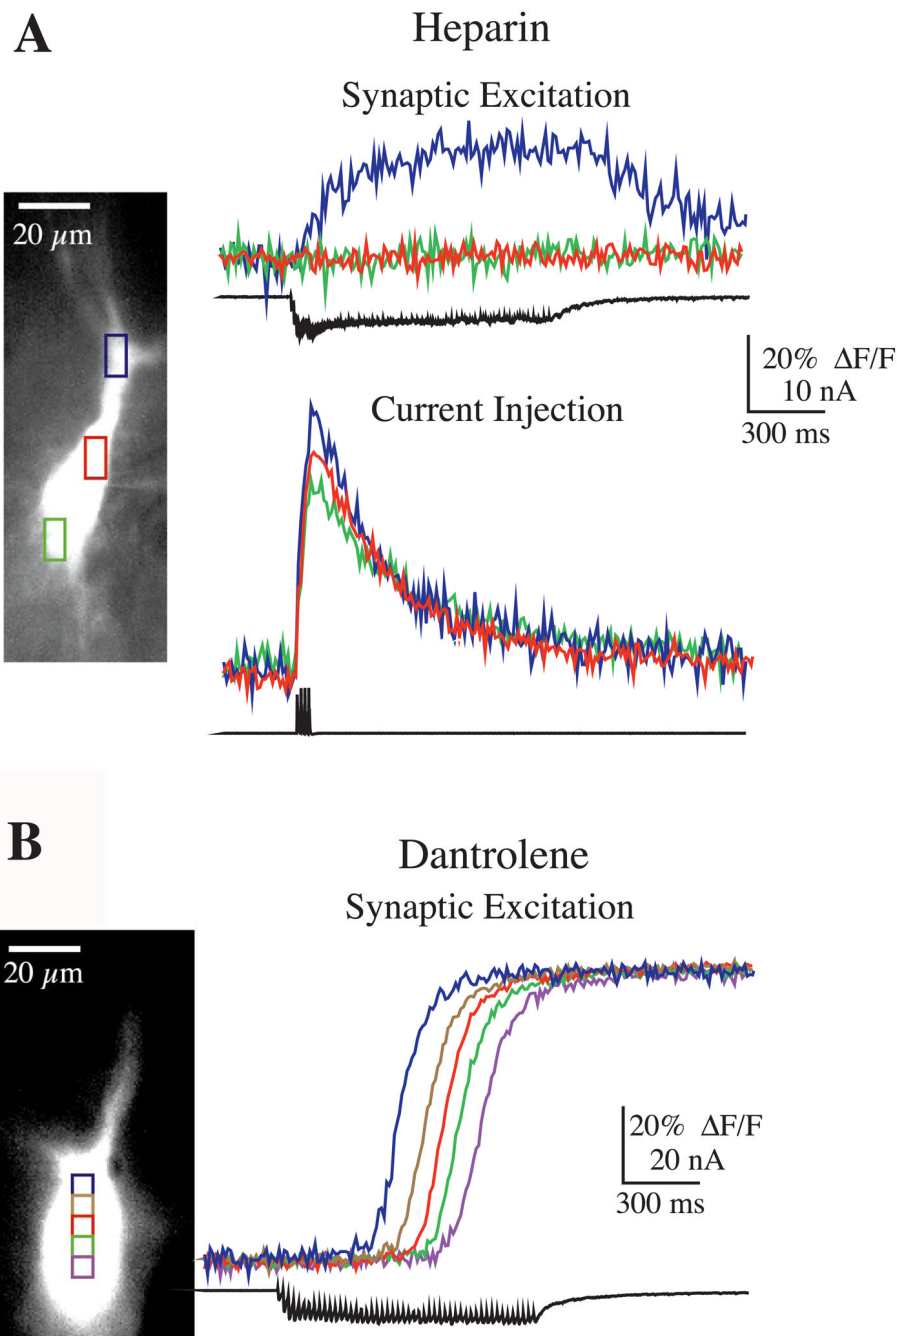 A
Heparin
Synaptic Excitation
20 µm
20% ΔF/F
10 nA
300 ms
Current Injection
B
Dantrolene
Synaptic Excitation
20 µm
20% ΔF/F
20 nA
300 ms